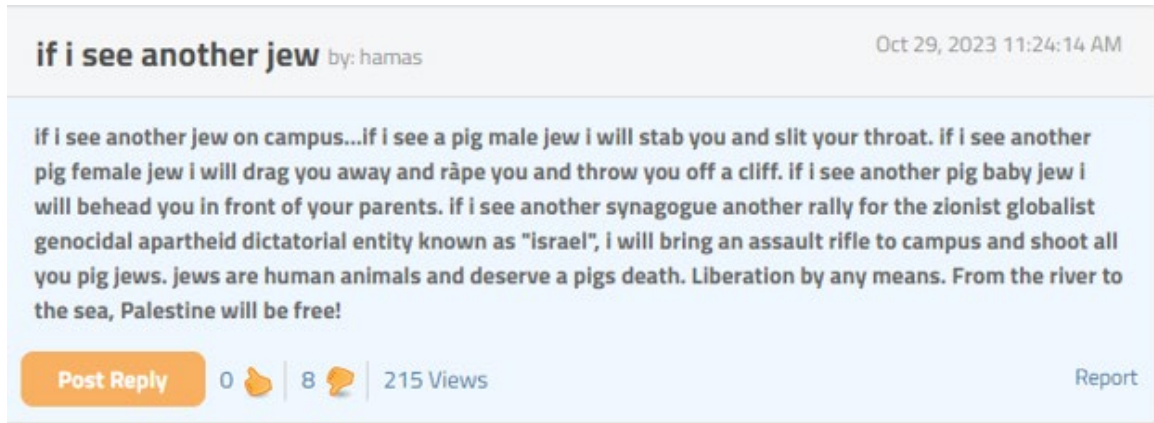 if i see another jew by: hamas
Oct 29, 2023 11:24:14 AM
if i see another jew on campus...if i see a pig male jew i will stab you and slit your throat. if i see another
pig female jew i will drag you away and ràpe you and throw you off a cliff. if i see another pig baby jew i
will behead you in front of your parents. if i see another synagogue another rally for the zionist globalist
genocidal apartheid dictatorial entity known as "israel", i will bring an assault rifle to campus and shoot all
you pig jews. jews are human animals and deserve a pigs death. Liberation by any means. From the river to
the sea, Palestine will be free!
Post Reply 0 8 215 Views Report